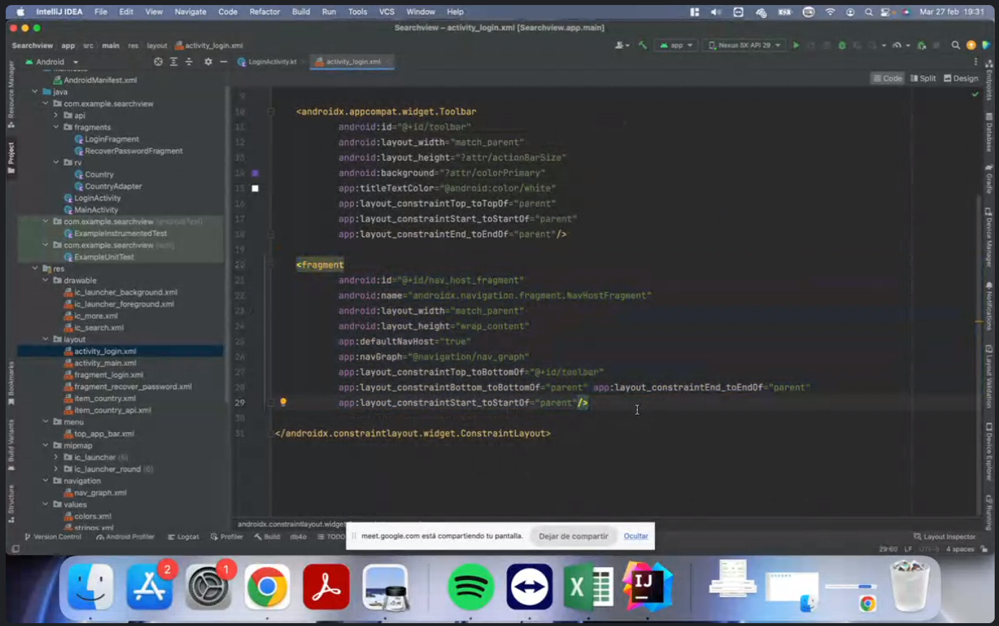 IntelliJ IDEA File Edit View Navigate Code Refactor Build Run Tools VCS Window Help Mar 27 feb 19:31
Searchview – activity_login.xml [Searchview.app.main]
Searchview app src main res layout activity_login.xml app Nexus 5X API 29
Android LoginActivity.kt activity_login.xml
Code Split Design
AndroidManifest.xml
java
com.example.searchview
api
fragments
LoginFragment
RecoverPasswordFragment
rv
Country
CountryAdapter
LoginActivity
MainActivity
com.example.searchview (androidTest)
ExampleInstrumentedTest
com.example.searchview
ExampleUnitTest
res
drawable
ic_launcher_background.xml
ic_launcher_foreground.xml
ic_more.xml
ic_search.xml
layout
activity_login.xml
activity_main.xml
fragment_login.xml
fragment_recover_password.xml
item_country.xml
item_country_api.xml
menu
top_app_bar.xml
mipmap
ic_launcher (6)
ic_launcher_round (6)
navigation
nav_graph.xml
values
colors.xml
strings.xml
Resource Manager
Project
Bookmarks
Build Variants
Structure
9
10 <androidx.appcompat.widget.Toolbar
11 android:id="@+id/toolbar"
12 android:layout_width="match_parent"
13 android:layout_height="?attr/actionBarSize"
14 android:background="?attr/colorPrimary"
15 app:titleTextColor="@android:color/white"
16 app:layout_constraintTop_toTopOf="parent"
17 app:layout_constraintStart_toStartOf="parent"
18 app:layout_constraintEnd_toEndOf="parent"/>
19
20 <fragment
21 android:id="@+id/nav_host_fragment"
22 android:name="androidx.navigation.fragment.NavHostFragment"
23 android:layout_width="match_parent"
24 android:layout_height="wrap_content"
25 app:defaultNavHost="true"
26 app:navGraph="@navigation/nav_graph"
27 app:layout_constraintTop_toBottomOf="@+id/toolbar"
28 app:layout_constraintBottom_toBottomOf="parent" app:layout_constraintEnd_toEndOf="parent"
29 app:layout_constraintStart_toStartOf="parent"/>
30
31 </androidx.constraintlayout.widget.ConstraintLayout>
Endpoints
Database
Gradle
Device Manager
Notifications
Layout Validation
Device Explorer
Running
androidx.constraintlayout.widget
Version Control Android Profiler Logcat Profiler Build db4o TODO Layout Inspector
meet.google.com está compartiendo tu pantalla. Dejar de compartir Ocultar
29:60 LF UTF-8 4 spaces
2
1
IJ